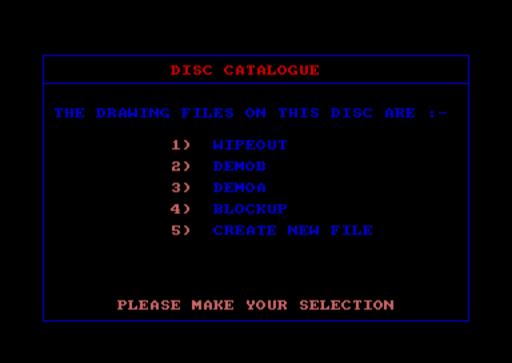 DISC CATALOGUE
THE DRAWING FILES ON THIS DISC ARE :-
1) WIPEOUT
2) DEMOB
3) DEMOA
4) BLOCKUP
5) CREATE NEW FILE
PLEASE MAKE YOUR SELECTION